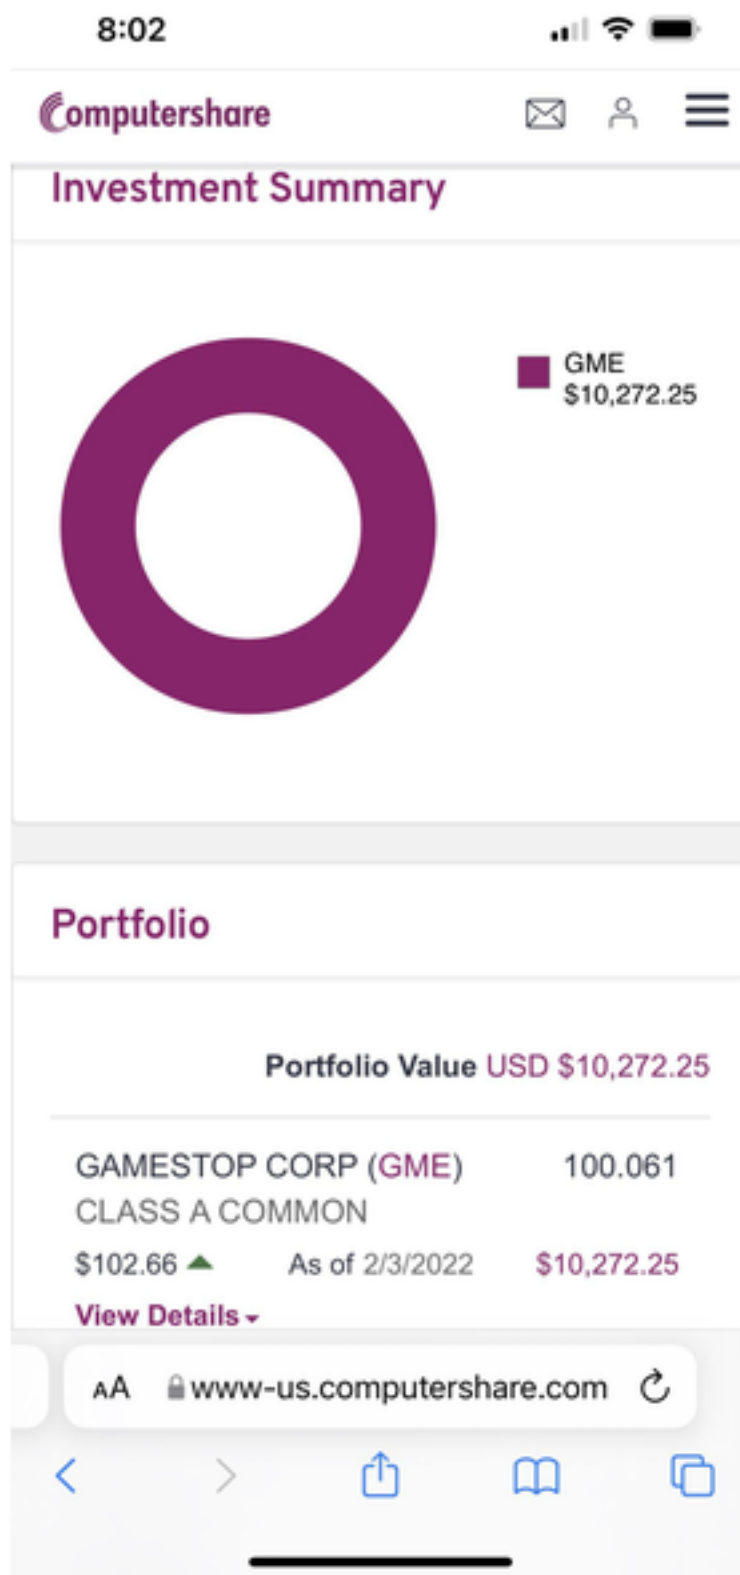 8:02
Computershare
Investment Summary
GME
$10,272.25
Portfolio
Portfolio Value USD $10,272.25
GAMESTOP CORP (GME) 100.061
CLASS A COMMON
$102.66 As of 2/3/2022 $10,272.25
View Details
AA www-us.computershare.com